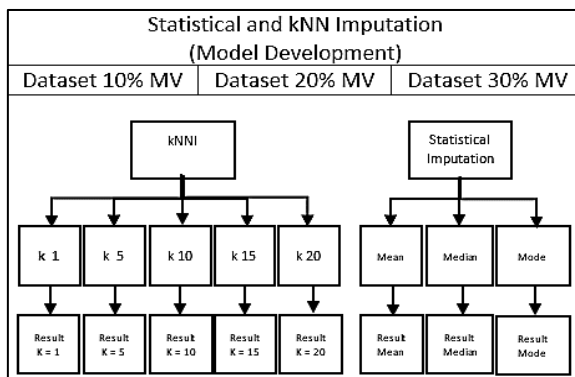 Statistical and kNN Imputation
(Model Development)
Dataset 10% MV Dataset 20% MV Dataset 30% MV
kNNI
Statistical
Imputation
k 1 k 5 k 10 k 15 k 20 Mean Median Mode
Result Result Result Result Result Result Result Result
K = 1 K = 5 K = 10 K = 15 K = 20 Mean Median Mode